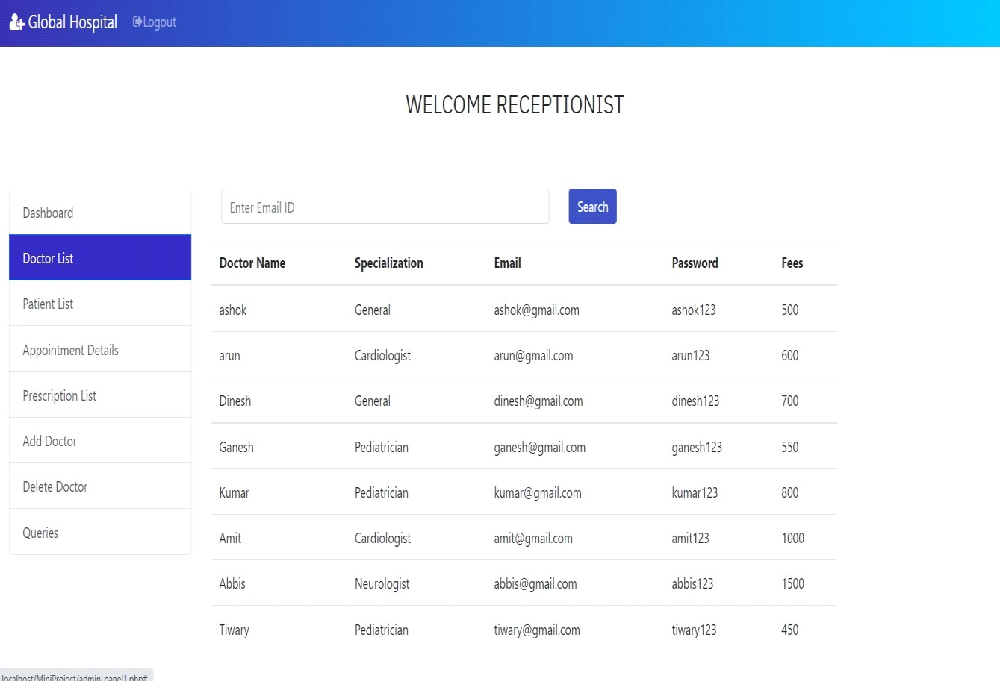 Global Hospital Logout
WELCOME RECEPTIONIST
Dashboard
Doctor List
Patient List
Appointment Details
Prescription List
Add Doctor
Delete Doctor
Queries
Enter Email ID Search
Doctor Name Specialization Email Password Fees
ashok General ashok@gmail.com ashok123 500
arun Cardiologist arun@gmail.com arun123 600
Dinesh General dinesh@gmail.com dinesh123 700
Ganesh Pediatrician ganesh@gmail.com ganesh123 550
Kumar Pediatrician kumar@gmail.com kumar123 800
Amit Cardiologist amit@gmail.com amit123 1000
Abbis Neurologist abbis@gmail.com abbis123 1500
Tiwary Pediatrician tiwary@gmail.com tiwary123 450
localhost/MiniProject/admin-panel1.php#